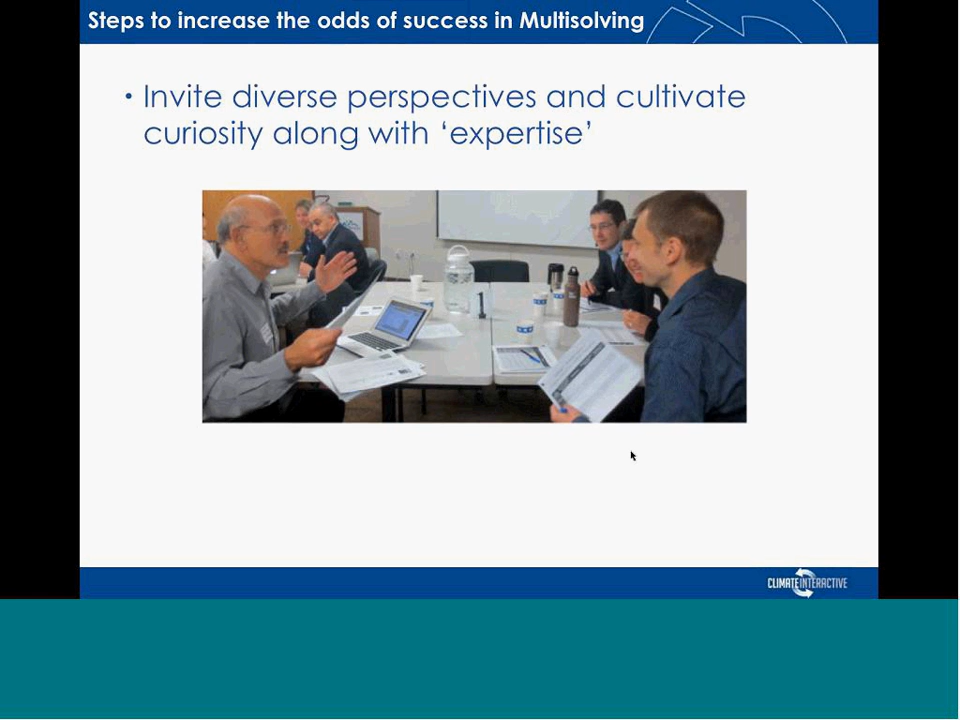 Steps to increase the odds of success in Multisolving
• Invite diverse perspectives and cultivate
curiosity along with ‘expertise’
1
CLIMATE INTERACTIVE